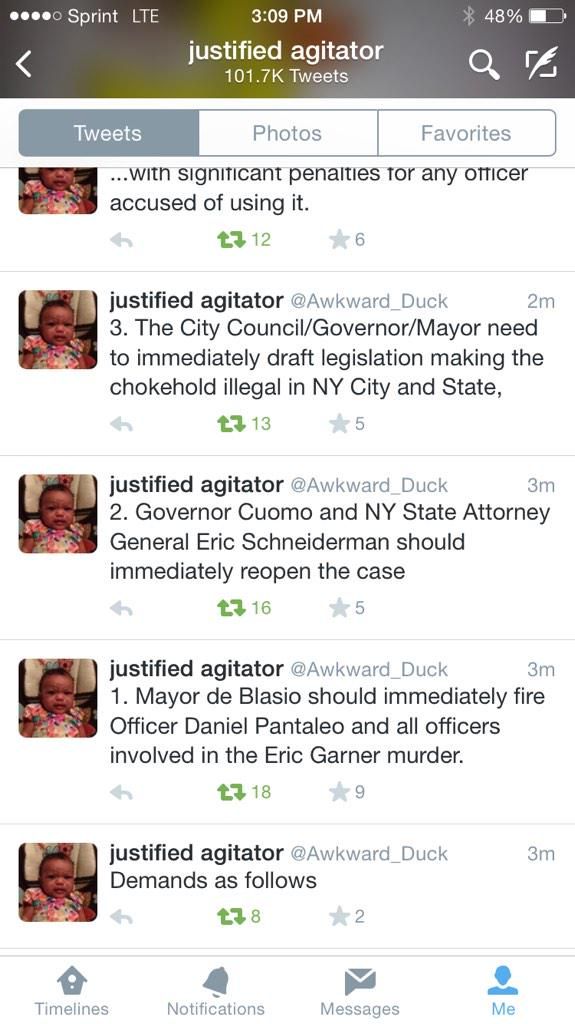 Sprint LTE 3:09 PM 48%
justified agitator
101.7K Tweets
Tweets Photos Favorites
...with significant penalties for any officer
accused of using it.
12 6
justified agitator @Awkward_Duck 2m
3. The City Council/Governor/Mayor need
to immediately draft legislation making the
chokehold illegal in NY City and State,
13 5
justified agitator @Awkward_Duck 3m
2. Governor Cuomo and NY State Attorney
General Eric Schneiderman should
immediately reopen the case
16 5
justified agitator @Awkward_Duck 3m
1. Mayor de Blasio should immediately fire
Officer Daniel Pantaleo and all officers
involved in the Eric Garner murder.
18 9
justified agitator @Awkward_Duck 3m
Demands as follows
8 2
Timelines Notifications Messages Me